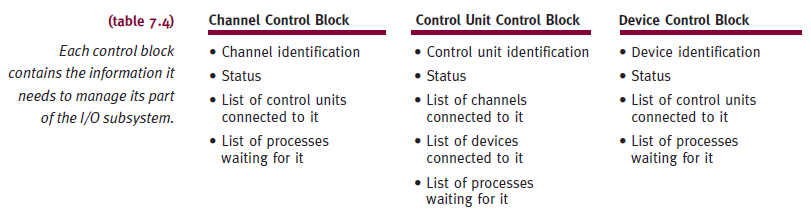 (table 7.4)
Each control block
contains the information it
needs to manage its part
of the I/O subsystem.
Channel Control Block
• Channel identification
• Status
• List of control units
connected to it
• List of processes
waiting for it
Control Unit Control Block
• Control unit identification
• Status
• List of channels
connected to it
• List of devices
connected to it
• List of processes
waiting for it
Device Control Block
• Device identification
• Status
• List of control units
connected to it
• List of processes
waiting for it